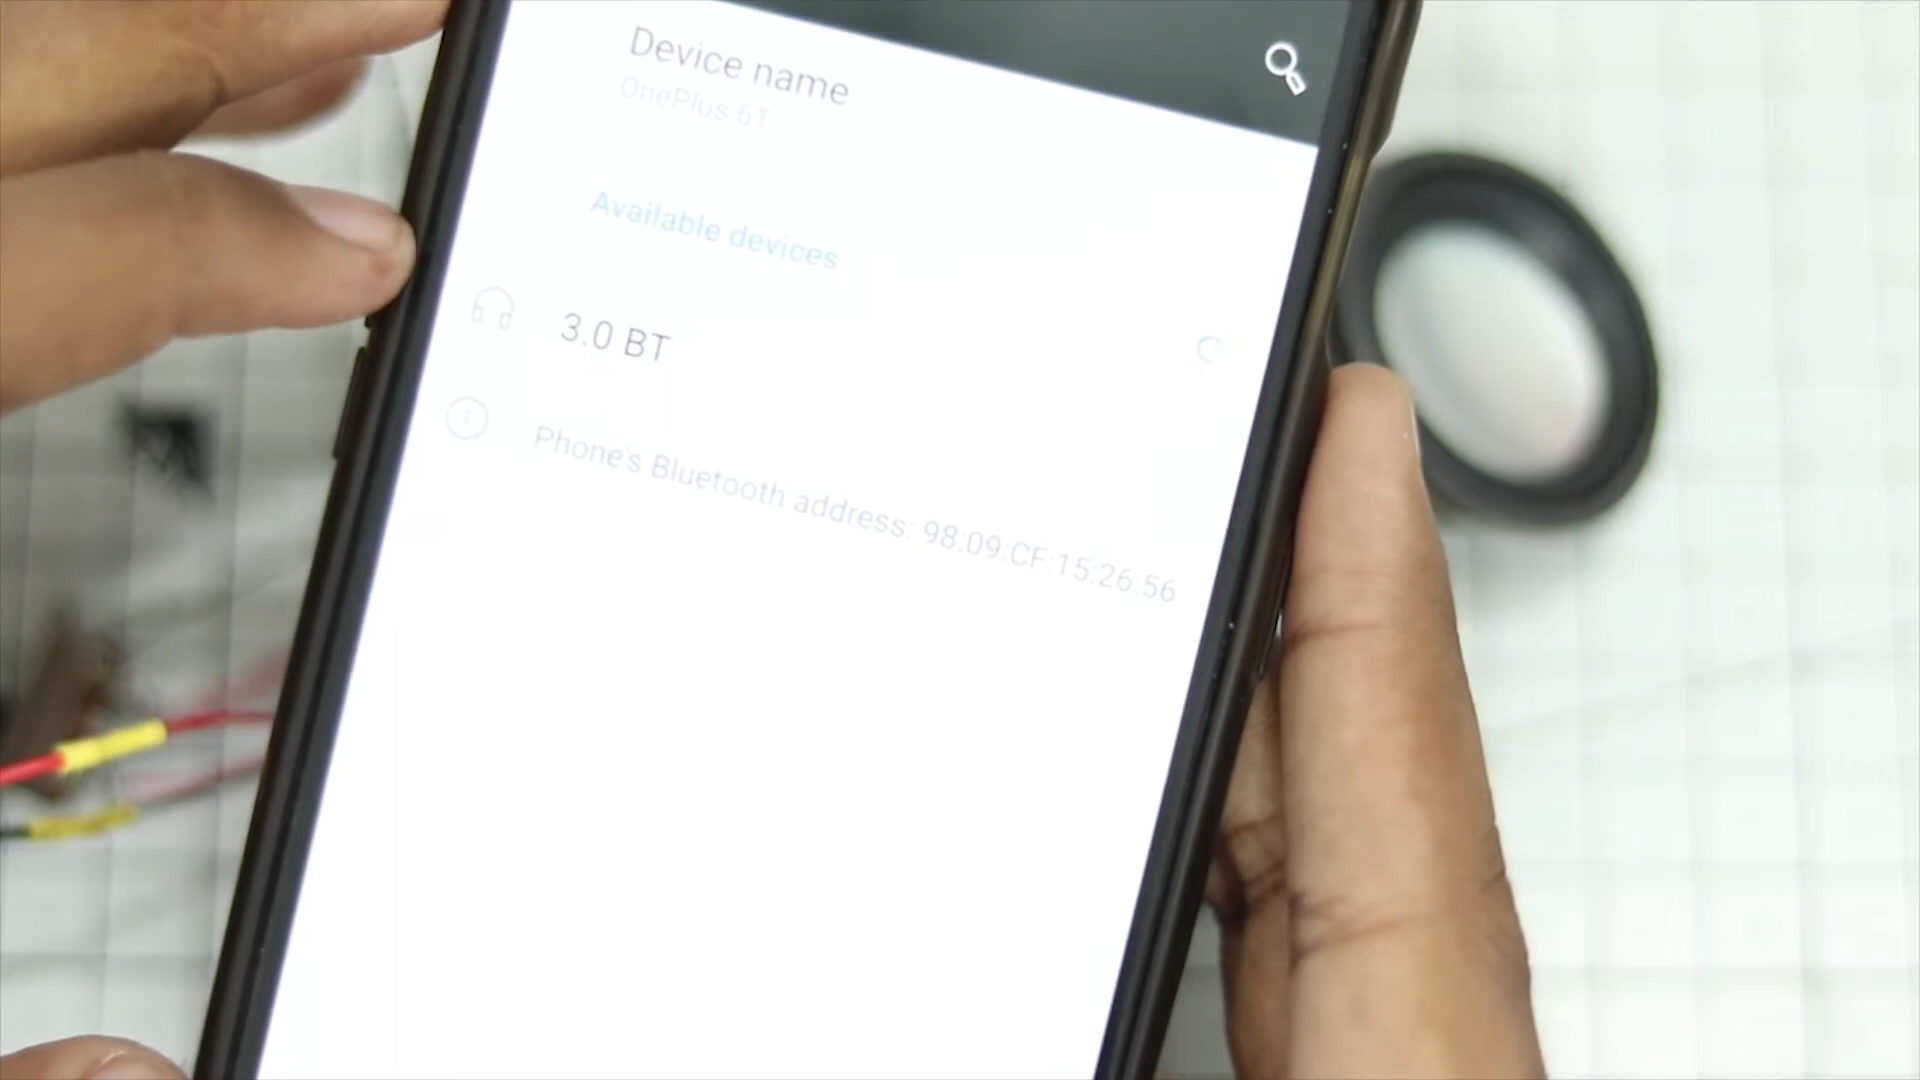 Device name
OnePlus 6T
Available devices
3.0 BT
Phone's Bluetooth address: 98:09:CF:15:26:56